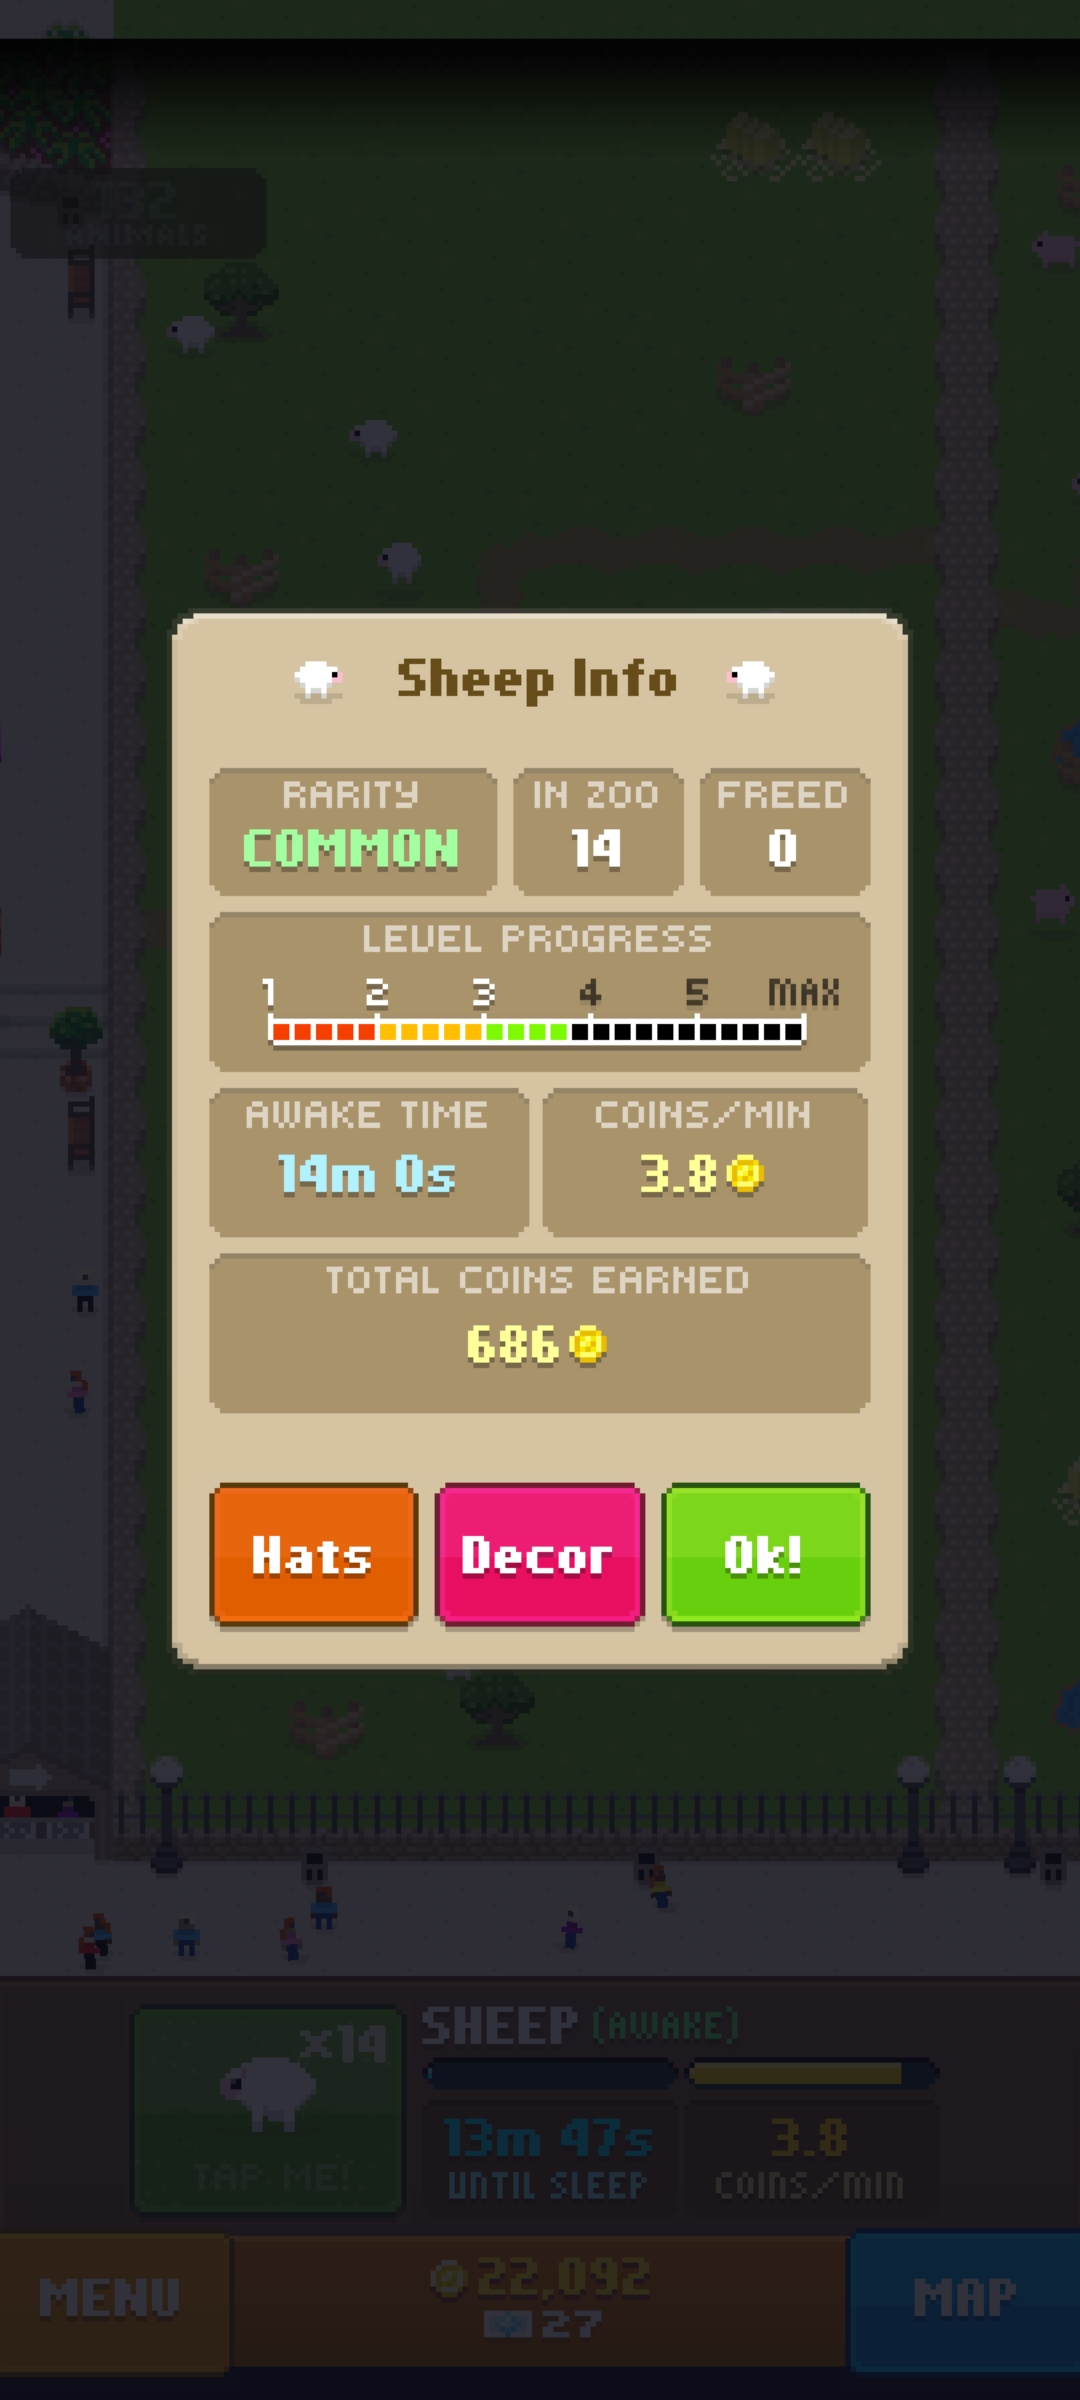 132
ANIMALS
Sheep Info
RARITY
COMMON
IN ZOO
14
FREED
0
LEVEL PROGRESS
1 2 3 4 5 MAX
AWAKE TIME
14m 0s
COINS/MIN
3.8
TOTAL COINS EARNED
686
Hats
Decor
Ok!
x14
TAP ME!
SHEEP (AWAKE)
13m 47s
UNTIL SLEEP
3.8
COINS/MIN
MENU
22,092
27
MAP